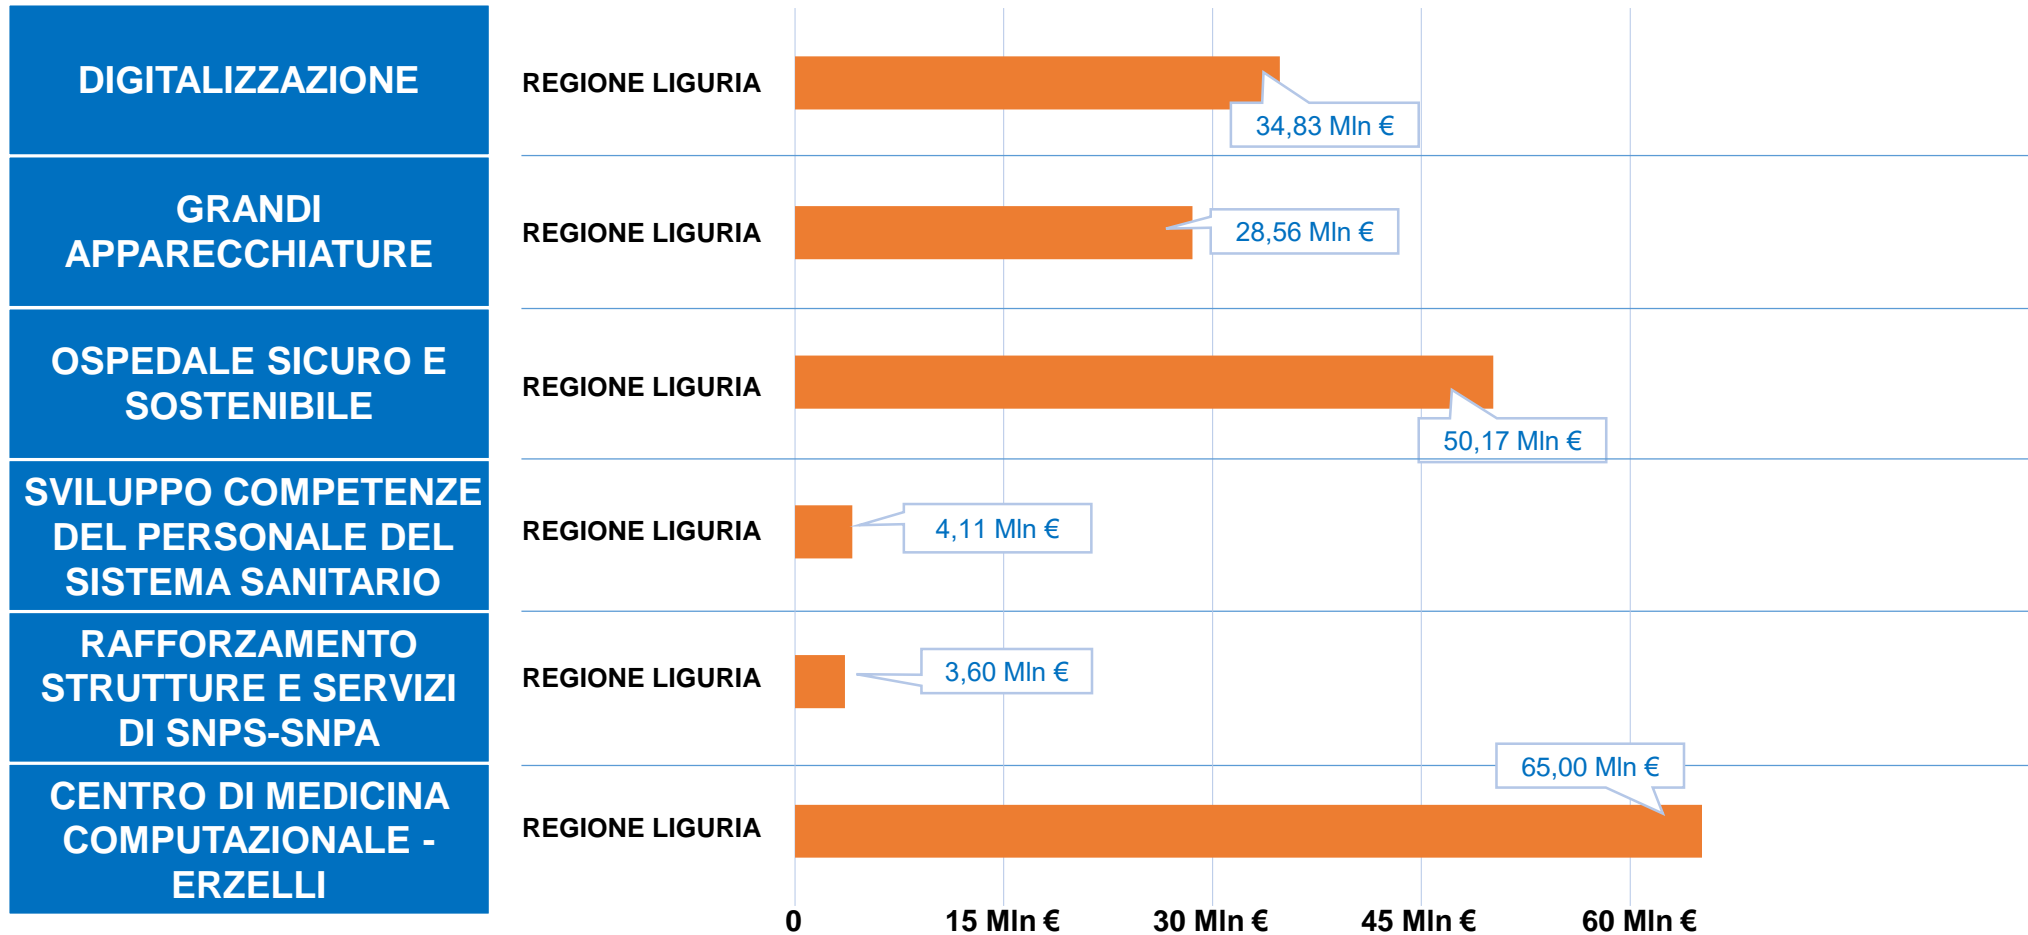 DIGITALIZZAZIONE
REGIONE LIGURIA
34,83 Mln €
GRANDI
APPARECCHIATURE
REGIONE LIGURIA
28,56 Mln €
OSPEDALE SICURO E
SOSTENIBILE
REGIONE LIGURIA
50,17 Mln €
SVILUPPO COMPETENZE
DEL PERSONALE DEL
SISTEMA SANITARIO
REGIONE LIGURIA
4,11 Mln €
RAFFORZAMENTO
STRUTTURE E SERVIZI
DI SNPS-SNPA
REGIONE LIGURIA
3,60 Mln €
CENTRO DI MEDICINA
COMPUTAZIONALE -
ERZELLI
REGIONE LIGURIA
65,00 Mln €
0 15 Mln € 30 Mln € 45 Mln € 60 Mln €